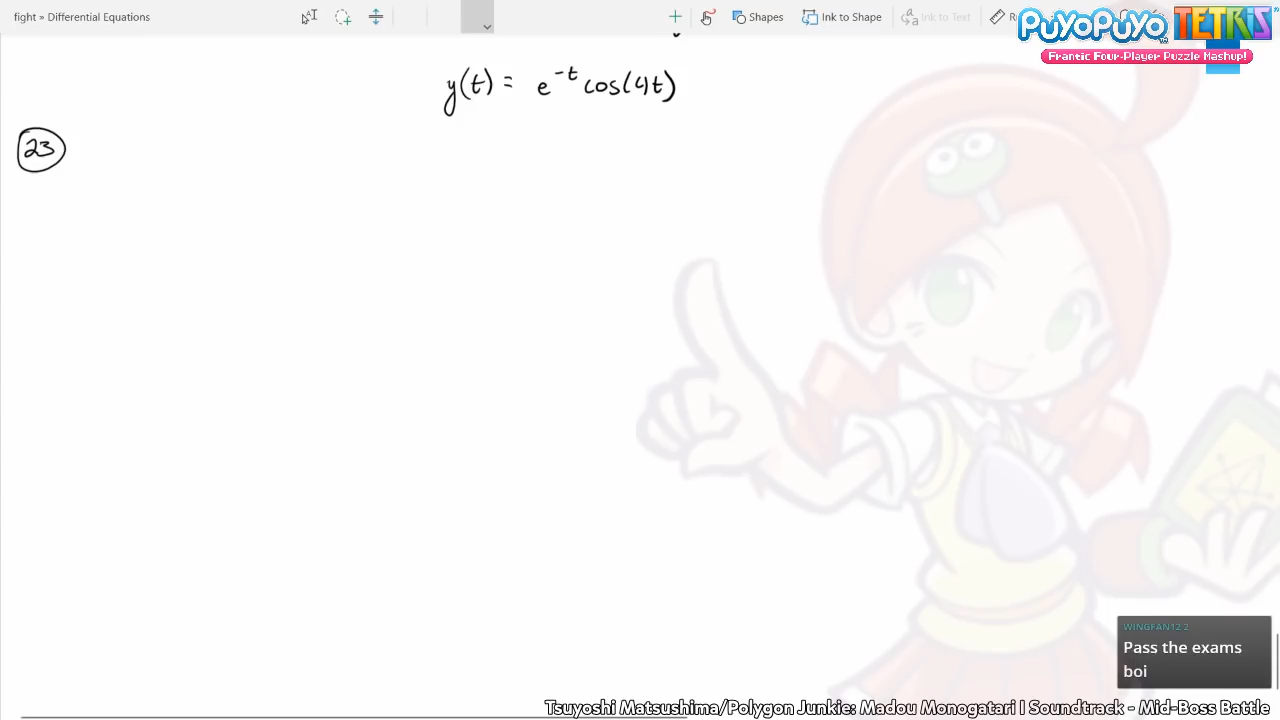 fight » Differential Equations
Shapes
Ink to Shape
Ink to Text
PuyoPuyo TETRIS
Frantic Four-Player Puzzle Mashup!
y(t) = e^{-t} cos(4t)
23
WINGFAN12 2
Pass the exams
boi
Tsuyoshi Matsushima/Polygon Junkie: Madou Monogatari I Soundtrack - Mid-Boss Battle